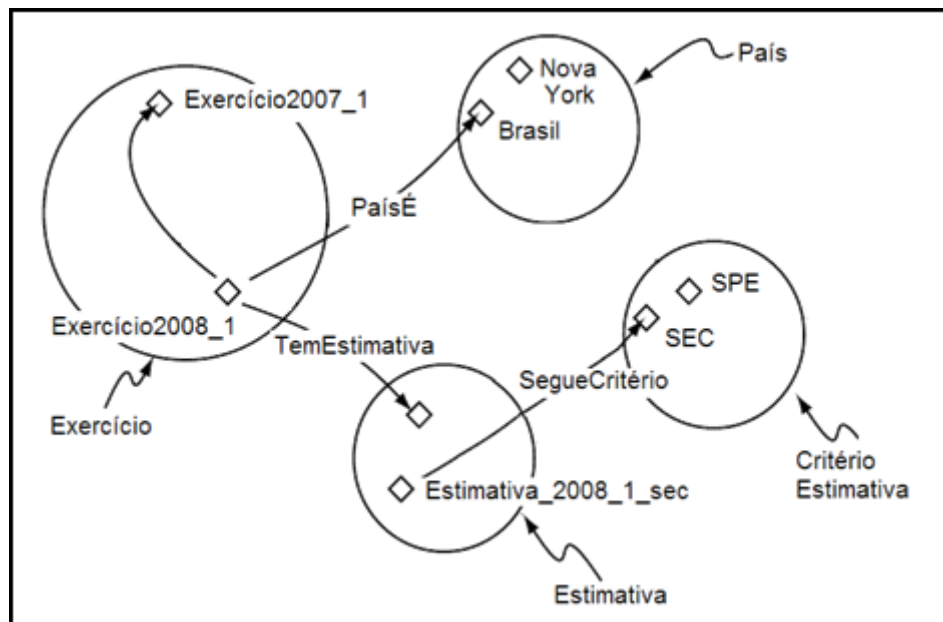 País
Nova
York
Exercício2007_1
Brasil
PaísÉ
SPE
Exercício2008_1
SEC
TemEstimativa
SegueCritério
Exercício
Critério
Estimativa
Estimativa_2008_1_sec
Estimativa